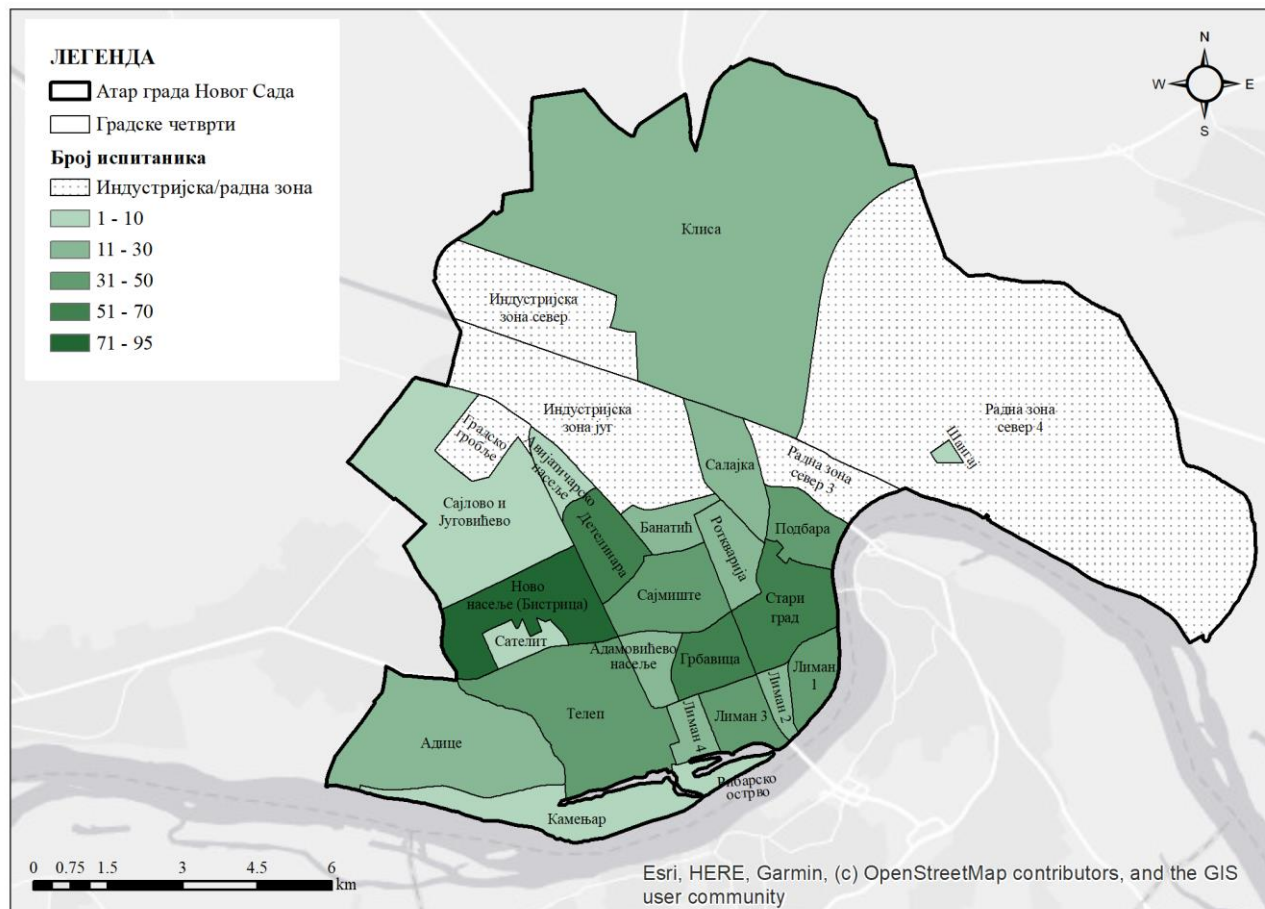 ЛЕГЕНДА
Атар града Новог Сада
Градске четврти
Број испитаника
Индустријска/радна зона
1 - 10
11 - 30
31 - 50
51 - 70
71 - 95
N
W
E
S
Клиса
Индустријска
зона север
Индустријска
зона југ
Радна зона
север 4
Шангај
Градско
гробље
Авијатичарско
насеље
Салајка
Радна зона
север 3
Сајлово и
Југовићево
Детелинара
Банатић
Роткварија
Подбара
Ново
насеље (Бистрица)
Сајмиште
Стари
град
Сателит
Адамовићево
насеље
Грбавица
Лиман
1
Лиман 2
Телеп
Лиман 3
Лиман 4
Адице
Рибарско
острво
Камењар
0 0.75 1.5 3 4.5 6
km
Esri, HERE, Garmin, (c) OpenStreetMap contributors, and the GIS
user community